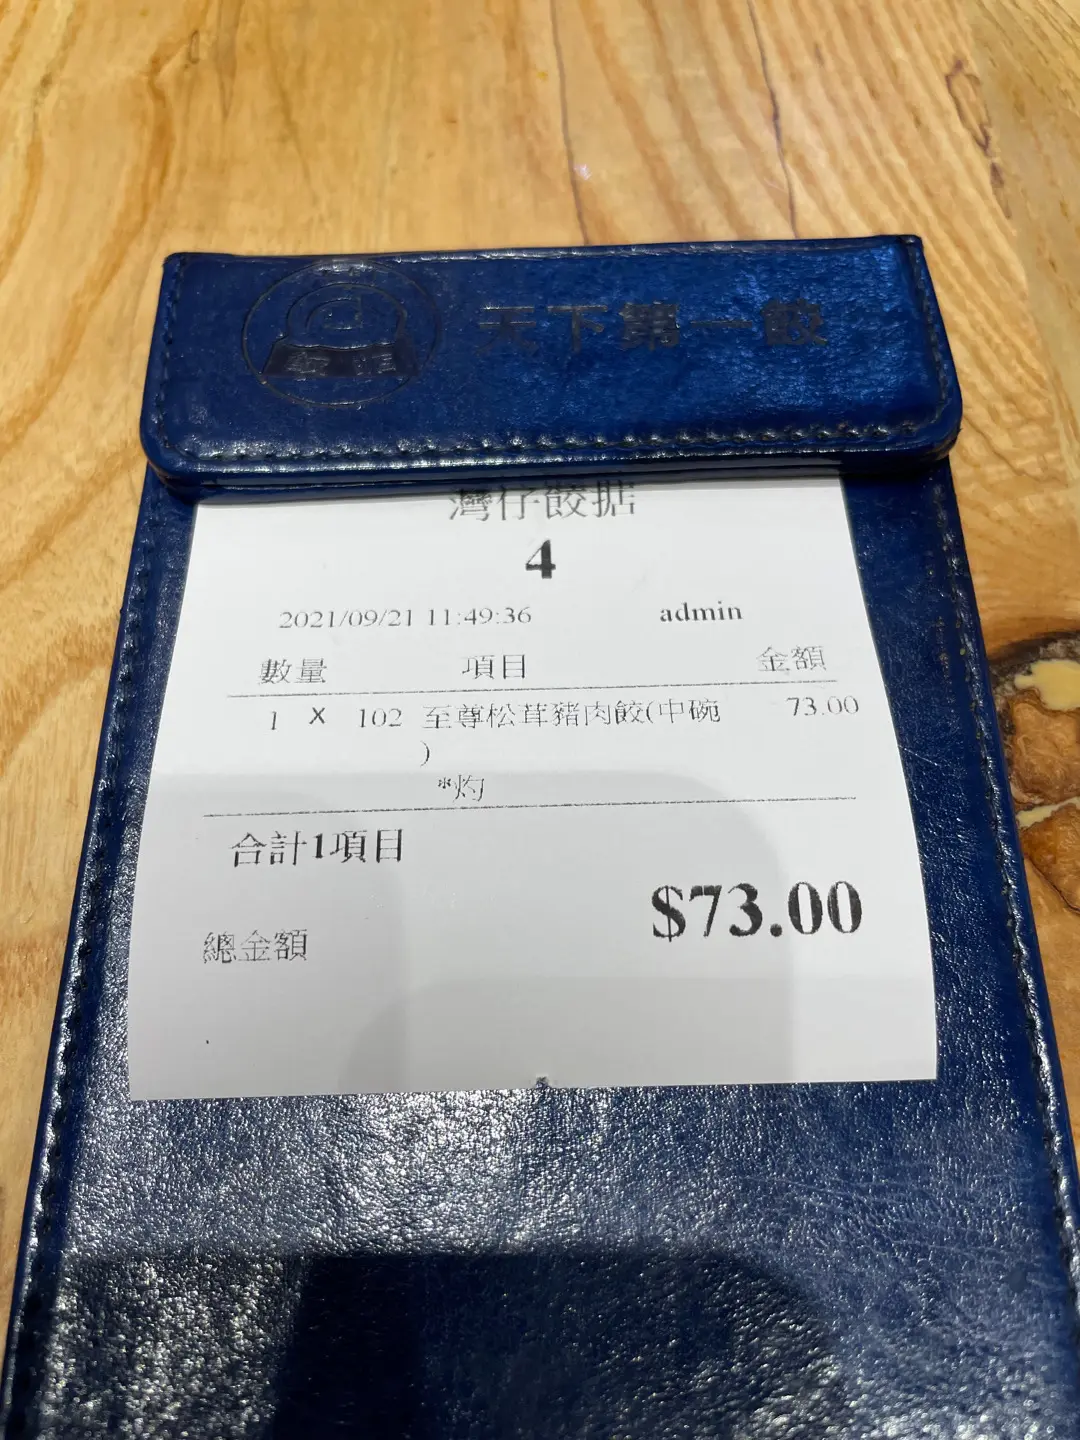 天下第一餃
灣仔餃掂
4
2021/09/21 11:49:36 admin
數量 項目 金額
1 X 102 至尊松茸豬肉餃(中碗 73.00
)
*灼
合計1項目
$73.00
總金額